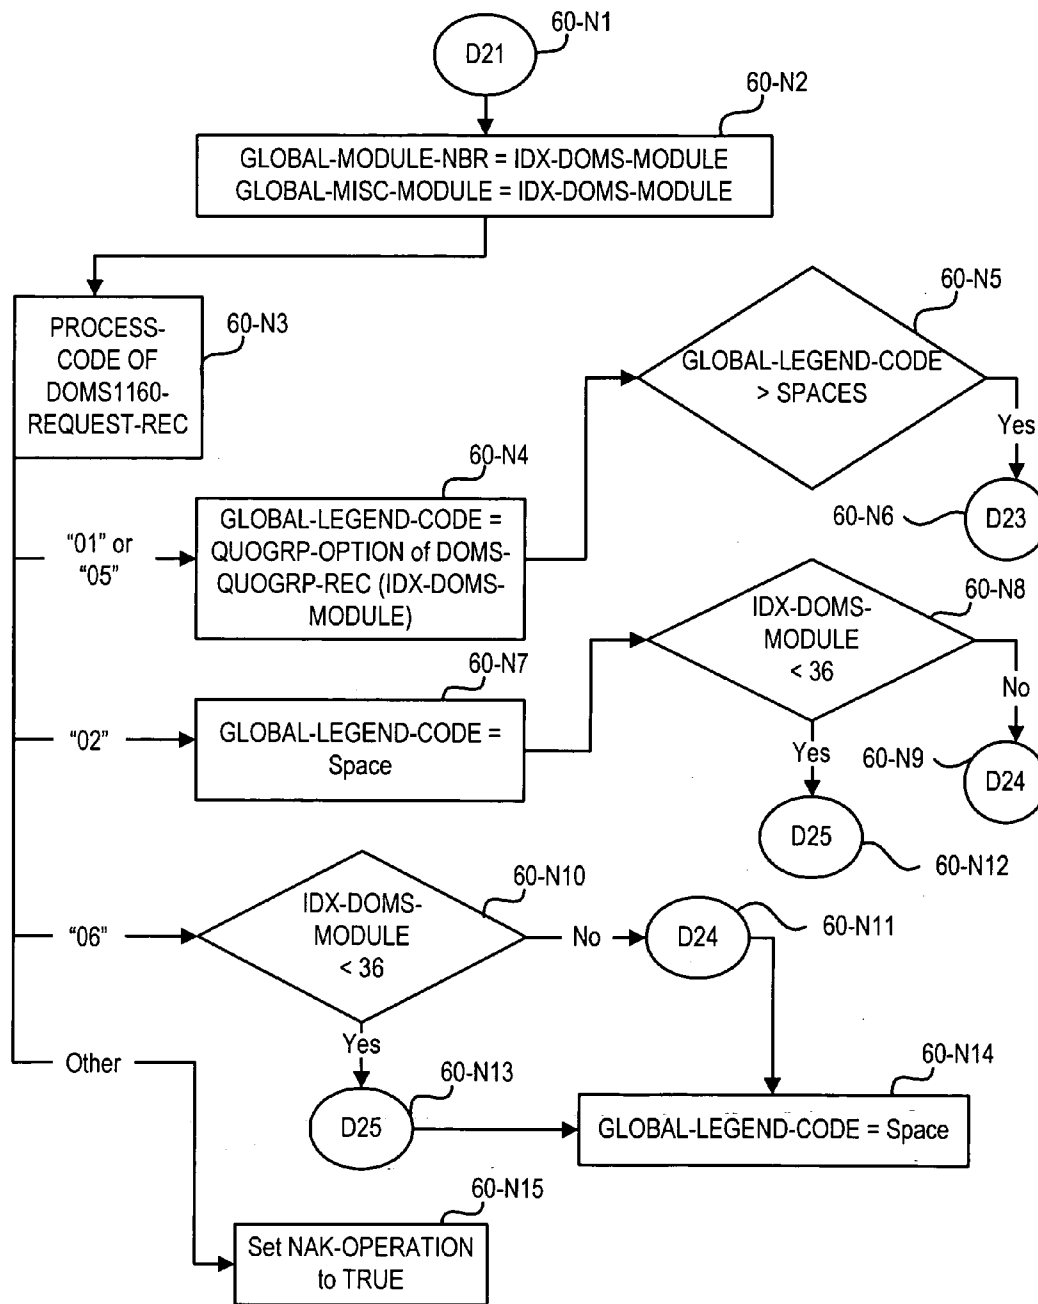 60-N1
D21
60-N2
GLOBAL-MODULE-NBR = IDX-DOMS-MODULE
GLOBAL-MISC-MODULE = IDX-DOMS-MODULE
60-N3
PROCESS-
CODE OF
DOMS1160-
REQUEST-REC
60-N5
GLOBAL-LEGEND-CODE
> SPACES
Yes
60-N6
D23
60-N4
"01" or
"05"
GLOBAL-LEGEND-CODE =
QUOGRP-OPTION of DOMS-
QUOGRP-REC (IDX-DOMS-
MODULE)
60-N8
IDX-DOMS-
MODULE
< 36
No
60-N9
D24
Yes
D25
60-N12
60-N7
"02"
GLOBAL-LEGEND-CODE =
Space
60-N10
"06"
IDX-DOMS-
MODULE
< 36
No
D24
60-N11
Yes
60-N13
D25
60-N14
GLOBAL-LEGEND-CODE = Space
Other
60-N15
Set NAK-OPERATION
to TRUE